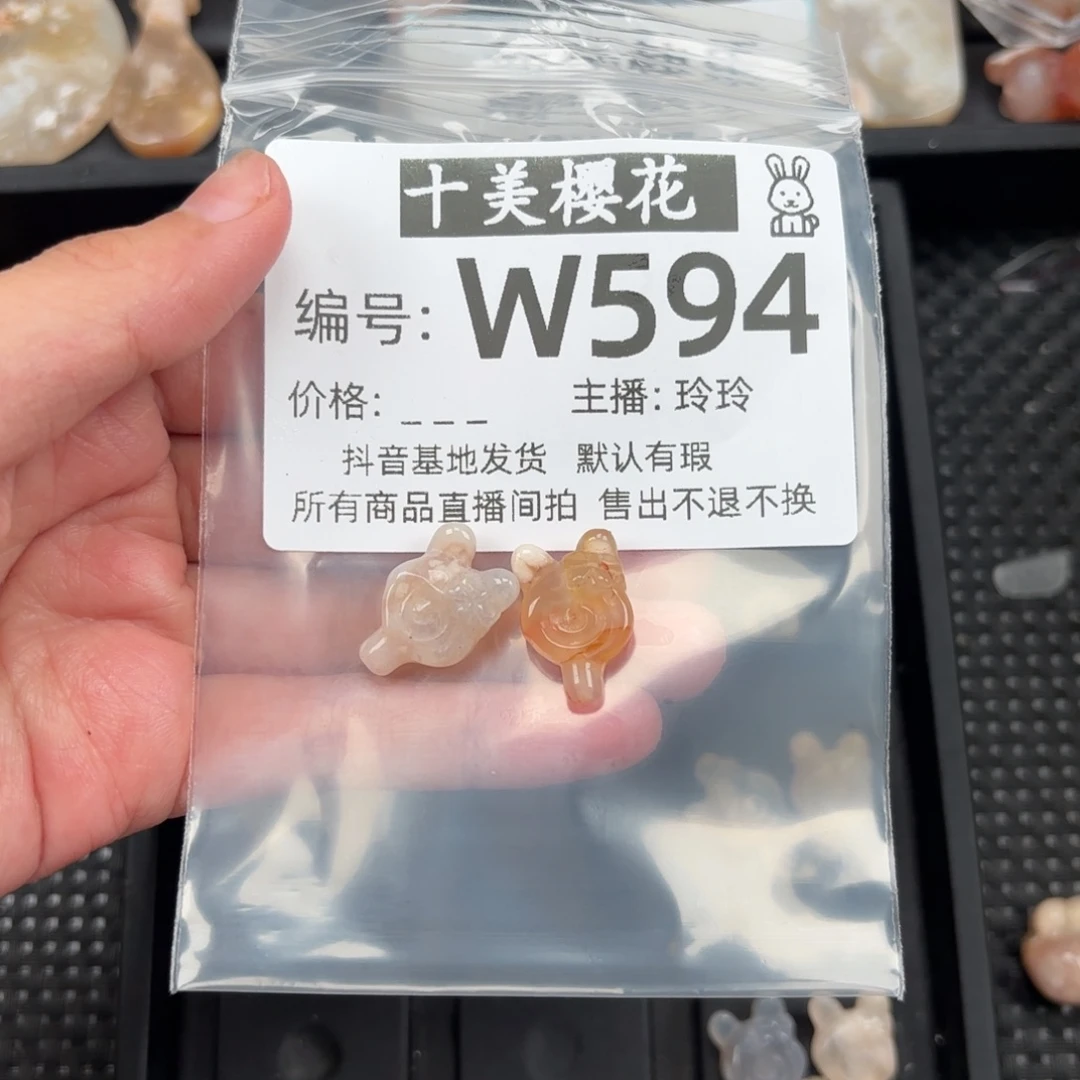 十美樱花
编号: W594
价格: _ _ _ 主播: 玲玲
抖音基地发货 默认有瑕
所有商品直播间拍 售出不退不换